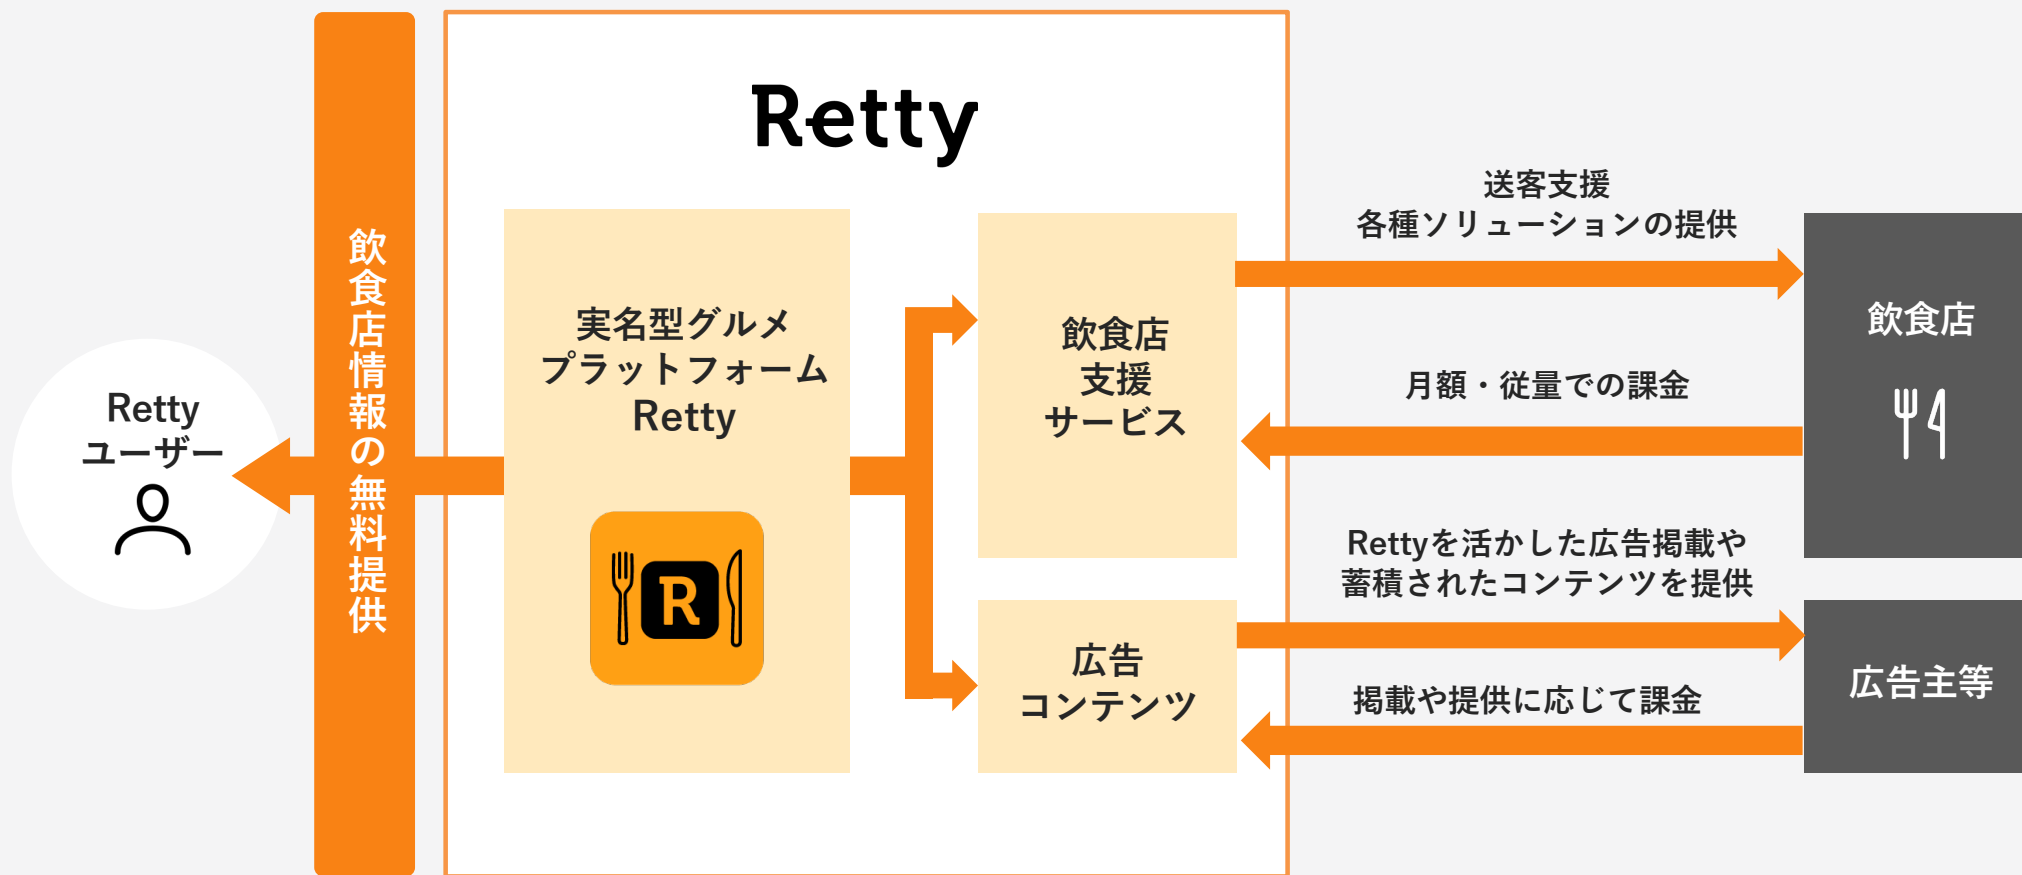 Retty
ユーザー
飲食店情報の無料提供
Retty
実名型グルメ
プラットフォーム
Retty
R
飲食店
支援
サービス
広告
コンテンツ
送客支援
各種ソリューションの提供
月額・従量での課金
Rettyを活かした広告掲載や
蓄積されたコンテンツを提供
掲載や提供に応じて課金
飲食店
広告主等